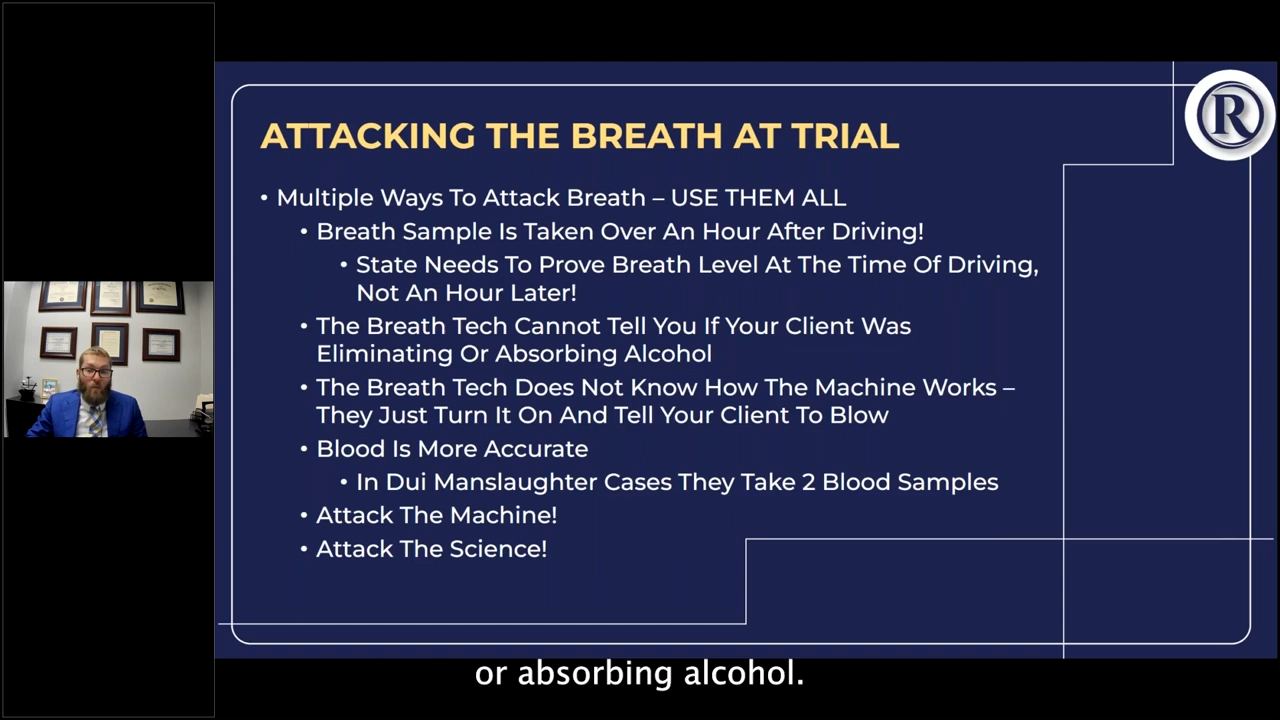 ATTACKING THE BREATH AT TRIAL
• Multiple Ways To Attack Breath – USE THEM ALL
• Breath Sample Is Taken Over An Hour After Driving!
• State Needs To Prove Breath Level At The Time Of Driving,
Not An Hour Later!
• The Breath Tech Cannot Tell You If Your Client Was
Eliminating Or Absorbing Alcohol
• The Breath Tech Does Not Know How The Machine Works –
They Just Turn It On And Tell Your Client To Blow
• Blood Is More Accurate
• In Dui Manslaughter Cases They Take 2 Blood Samples
• Attack The Machine!
• Attack The Science!
R
or absorbing alcohol.